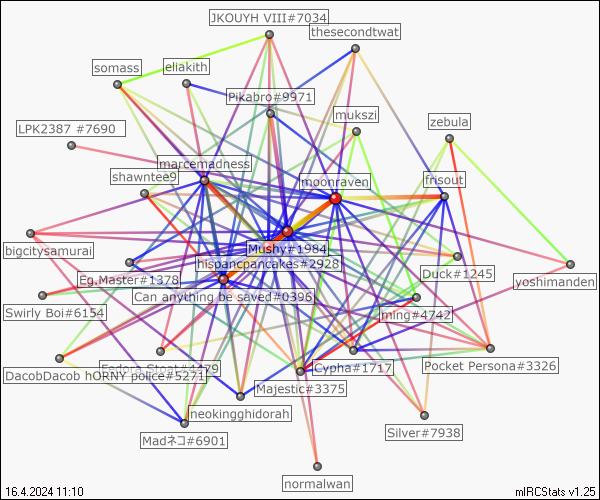 JKOUYH VIII#7034
thesecondtwat
somass
eliakith
Pikabro#9971
mukszi
zebula
LPK2387 #7690
marcemadness
shawntee9
moonraven
frisout
bigcitysamurai
Mushy#1984
hispancpancakes#2928
Eg.Master#1378
Duck#1245
yoshimanden
Can anything be saved#0396
Swirly Boi#6154
ming#4742
Esdora Stoat#4279
DacobDacob hORNY police#5271
Cypha#1717
Pocket Persona#3326
Majestic#3375
neokingghidorah
Madネコ#6901
Silver#7938
normalwan
16.4.2024 11:10
mIRCStats v1.25